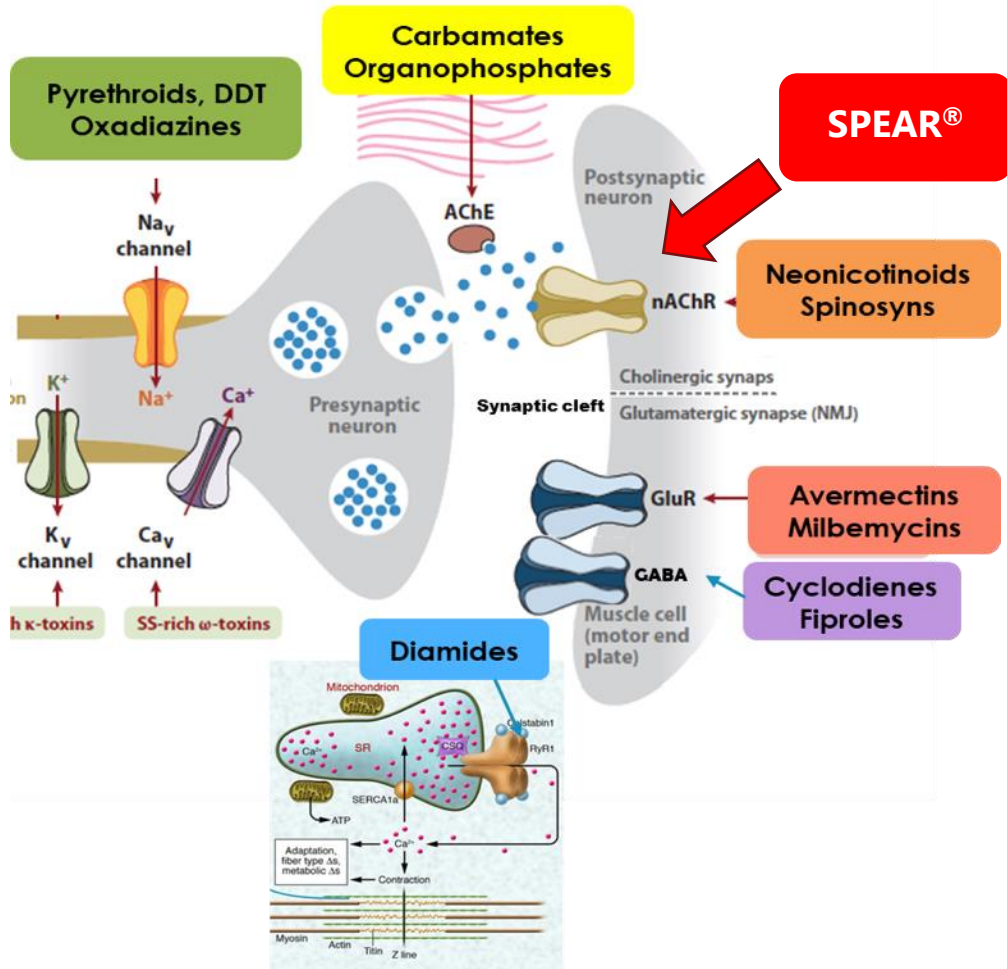 Carbamates
Organophosphates
Pyrethroids, DDT
Oxadiazines
SPEAR®
Postsynaptic
neuron
AChE
Nav
channel
nAChR
Neonicotinoids
Spinosyns
K+
Na+
Ca+
Presynaptic
neuron
Synaptic cleft
Cholinergic synaps
Glutamatergic synapse (NMJ)
GluR
Avermectins
Milbemycins
Kv
channel
Cav
channel
GABA
Cyclodienes
Fiproles
h κ-toxins
SS-rich ω-toxins
Muscle cell
(motor end
plate)
Diamides
Mitochondrion
Calstabin1
Ca2+
SR
CSQ
RyR1
SERCA1a
ATP
Ca2+
Adaptation,
fiber type Δs,
metabolic Δs
Contraction
Myosin
Actin
Titin
Z line